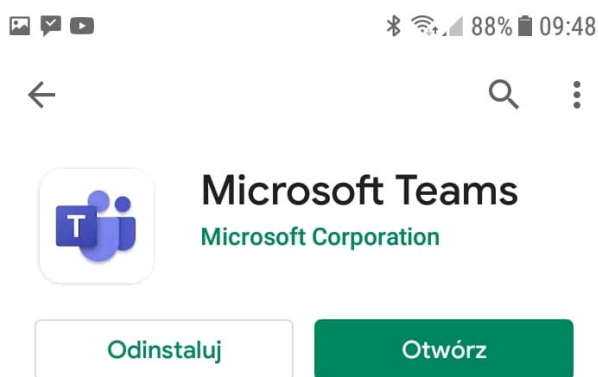 88% 09:48
Microsoft Teams
T
Microsoft Corporation
Odinstaluj Otwórz